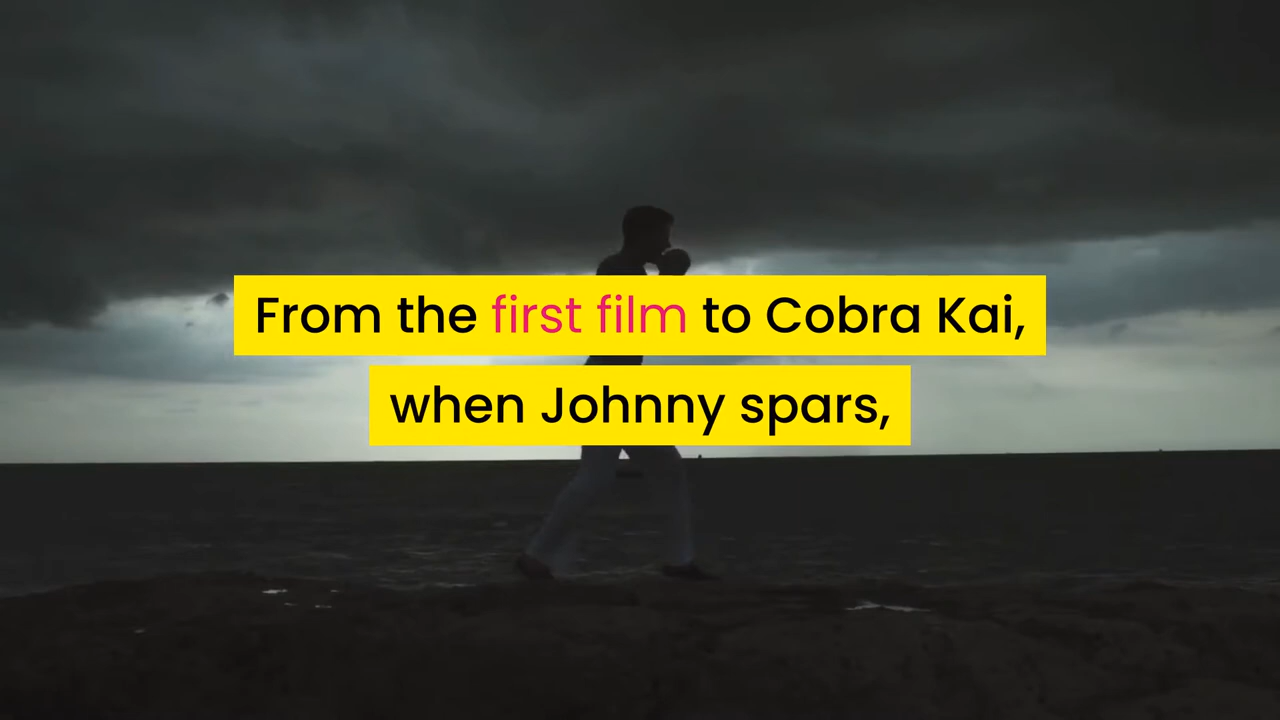 From the first film to Cobra Kai,
when Johnny spars,